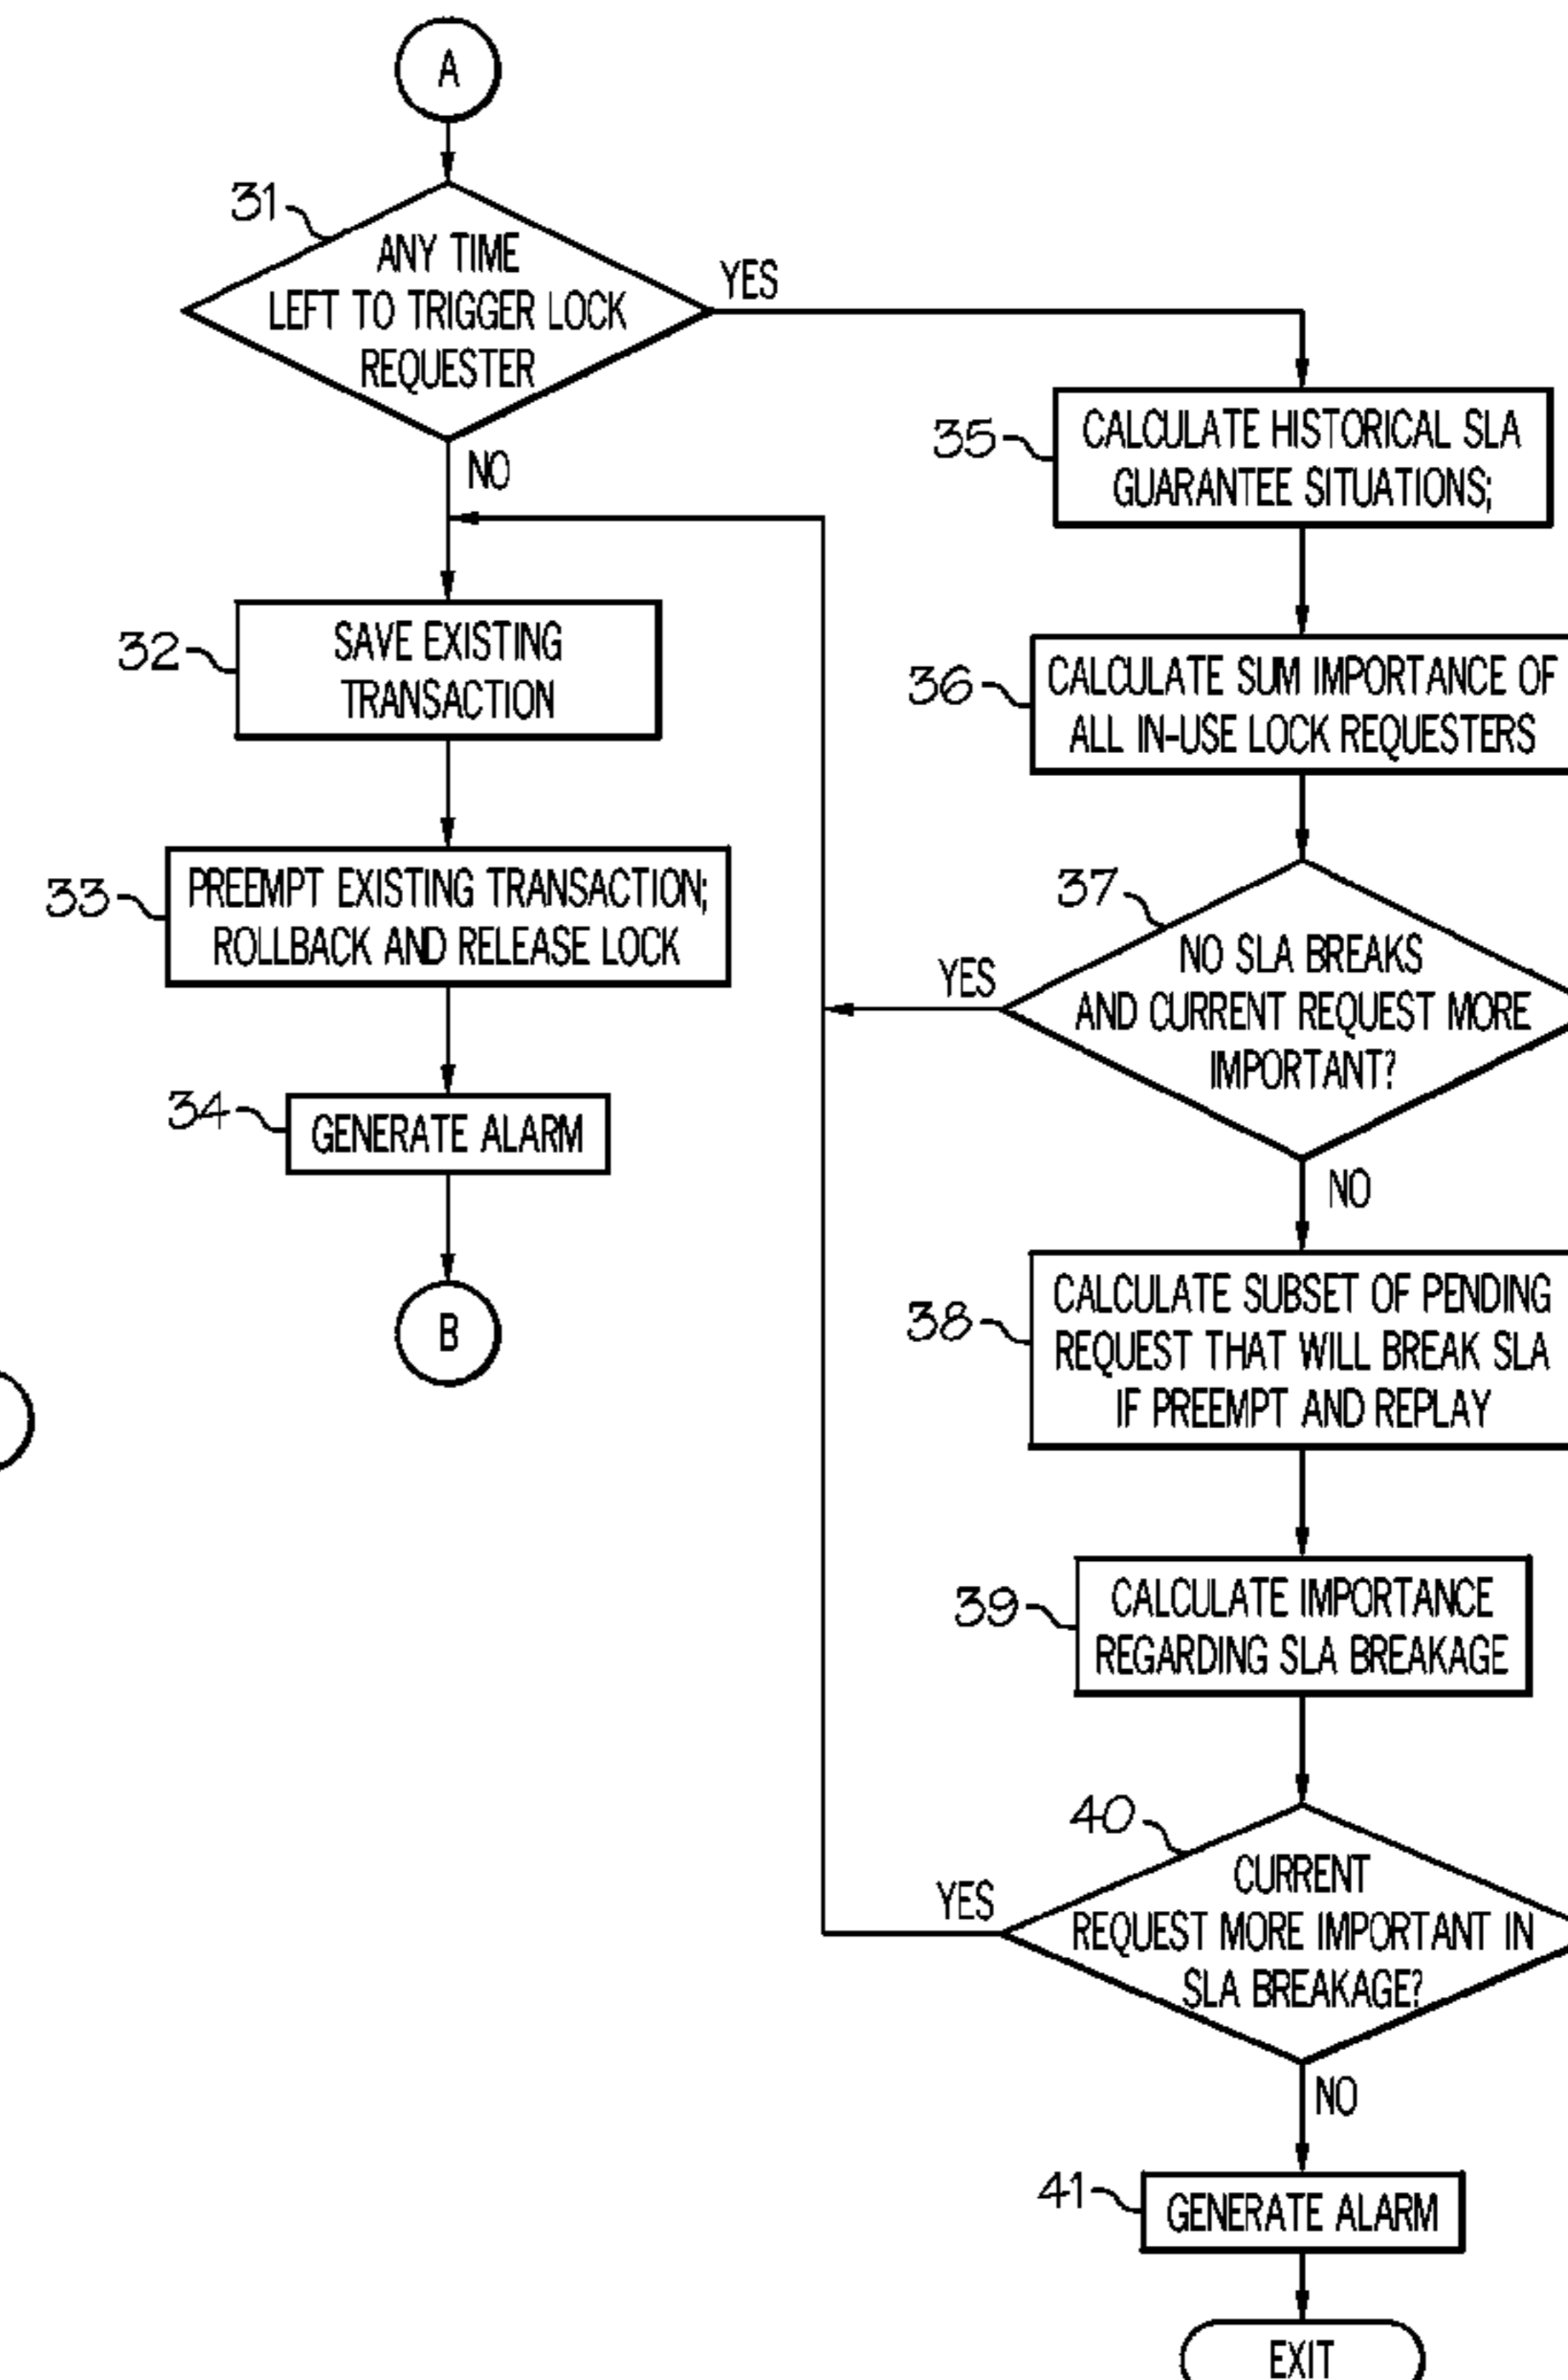 A
31
ANY TIME
LEFT TO TRIGGER LOCK
REQUESTER
YES
NO
32
SAVE EXISTING
TRANSACTION
33
PREEMPT EXISTING TRANSACTION;
ROLLBACK AND RELEASE LOCK
34
GENERATE ALARM
B
35
CALCULATE HISTORICAL SLA
GUARANTEE SITUATIONS;
36
CALCULATE SUM IMPORTANCE OF
ALL IN-USE LOCK REQUESTERS
37
NO SLA BREAKS
AND CURRENT REQUEST MORE
IMPORTANT?
YES
NO
38
CALCULATE SUBSET OF PENDING
REQUEST THAT WILL BREAK SLA
IF PREEMPT AND REPLAY
39
CALCULATE IMPORTANCE
REGARDING SLA BREAKAGE
40
CURRENT
REQUEST MORE IMPORTANT IN
SLA BREAKAGE?
YES
NO
41
GENERATE ALARM
EXIT